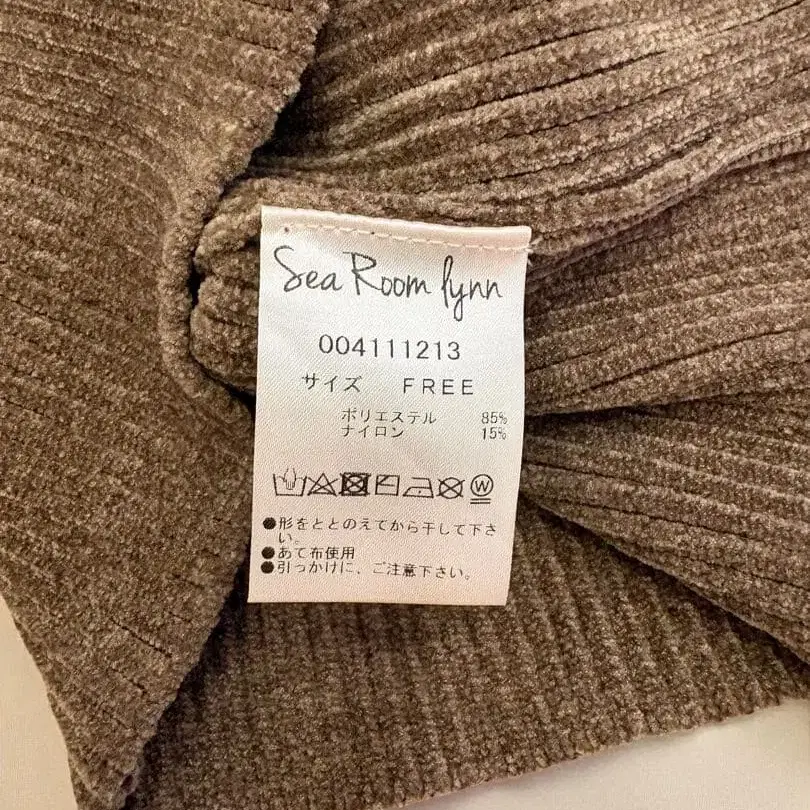 Sea Room lynn
004111213
サイズ FREE
ポリエステル 85%
ナイロン 15%
W
●形をととのえてから干して下さ
い。
●あて布使用
●引っかけに、ご注意下さい。